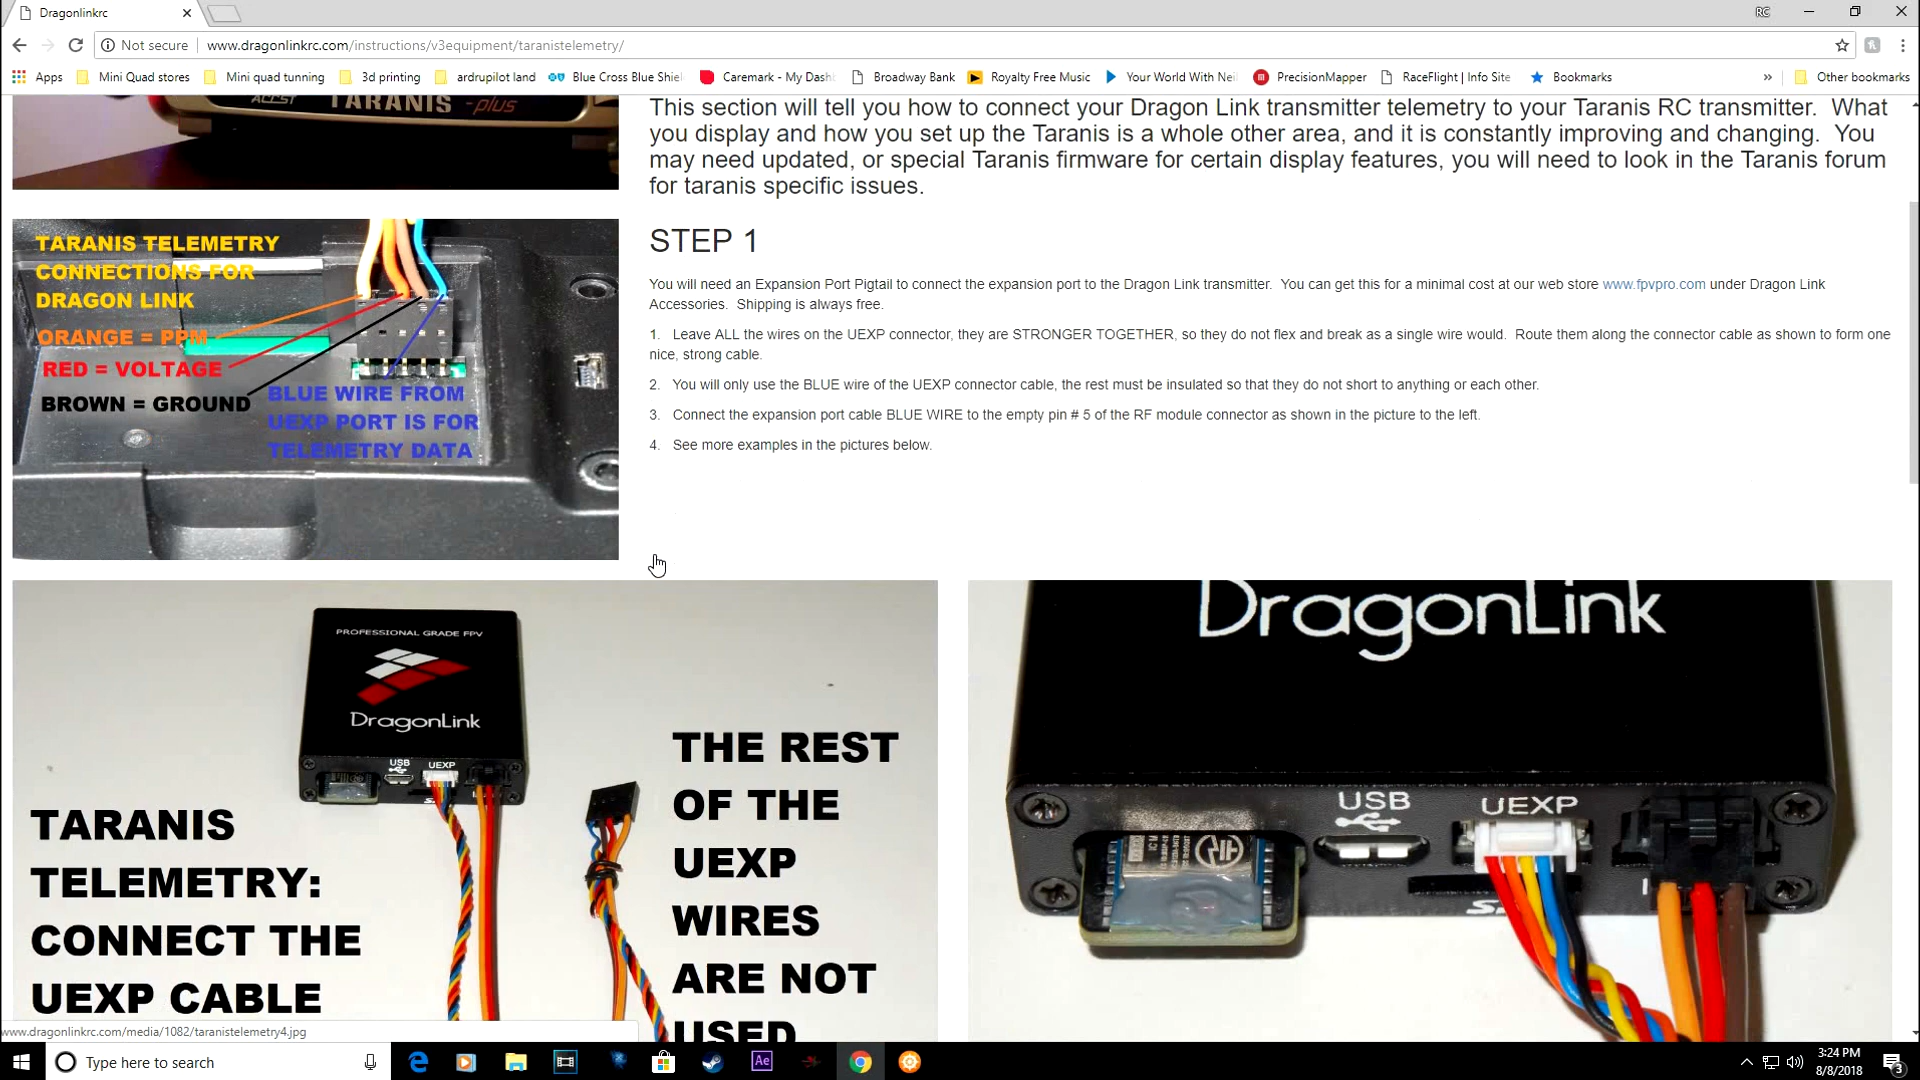 Dragonlinkrc
RC
Not secure
www.dragonlinkrc.com/instructions/v3equipment/taranistelemetry/
Apps
Mini Quad stores
Mini quad tunning
3d printing
ardrupilot land
Blue Cross Blue Shie
Caremark - My Dash
Broadway Bank
Royalty Free Music
Your World With Nei
PrecisionMapper
RaceFlight | Info Site
Bookmarks
Other bookmarks
ACCST TARANIS -plus
This section will tell you how to connect your Dragon Link transmitter telemetry to your Taranis RC transmitter. What
you display and how you set up the Taranis is a whole other area, and it is constantly improving and changing. You
may need updated, or special Taranis firmware for certain display features, you will need to look in the Taranis forum
for taranis specific issues.
TARANIS TELEMETRY
CONNECTIONS FOR
DRAGON LINK
ORANGE = PPM
RED = VOLTAGE
BROWN = GROUND
BLUE WIRE FROM
UEXP PORT IS FOR
TELEMETRY DATA
STEP 1
You will need an Expansion Port Pigtail to connect the expansion port to the Dragon Link transmitter. You can get this for a minimal cost at our web store www.fpvpro.com under Dragon Link
Accessories. Shipping is always free.
1. Leave ALL the wires on the UEXP connector, they are STRONGER TOGETHER, so they do not flex and break as a single wire would. Route them along the connector cable as shown to form one
nice, strong cable.
2. You will only use the BLUE wire of the UEXP connector cable, the rest must be insulated so that they do not short to anything or each other.
3. Connect the expansion port cable BLUE WIRE to the empty pin # 5 of the RF module connector as shown in the picture to the left.
4. See more examples in the pictures below.
PROFESSIONAL GRADE FPV
DragonLink
USB
UEXP
TARANIS
TELEMETRY:
CONNECT THE
UEXP CABLE
THE REST
OF THE
UEXP
WIRES
ARE NOT
USED
DragonLink
USB
UEXP
www.dragonlinkrc.com/media/1082/taranistelemetry4.jpg
Type here to search
Ae
3:24 PM
8/8/2018
3